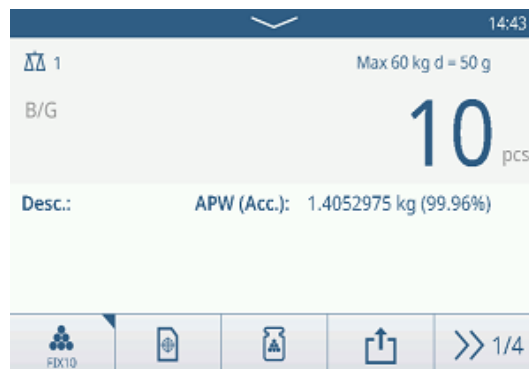 14:43
1 Max 60 kg d = 50 g
B/G
10 pcs
Desc.: APW (Acc.): 1.4052975 kg (99.96%)
FIX10
1/4